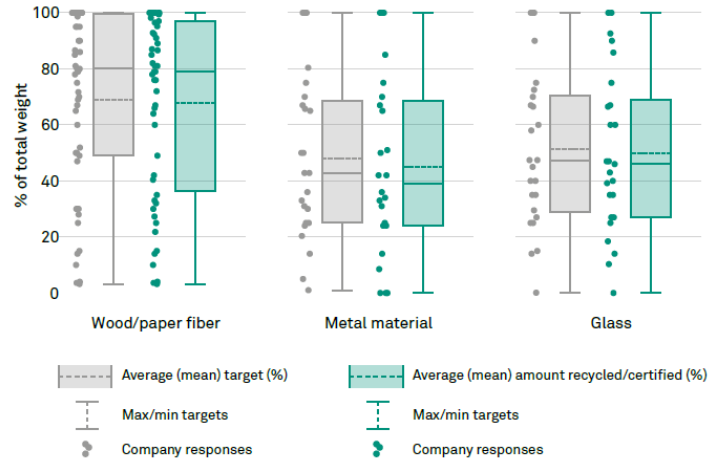 % of total weight
100
80
60
40
20
0
Wood/paper fiber
Metal material
Glass
Average (mean) target (%)
Average (mean) amount recycled/certified (%)
Max/min targets
Max/min targets
Company responses
Company responses